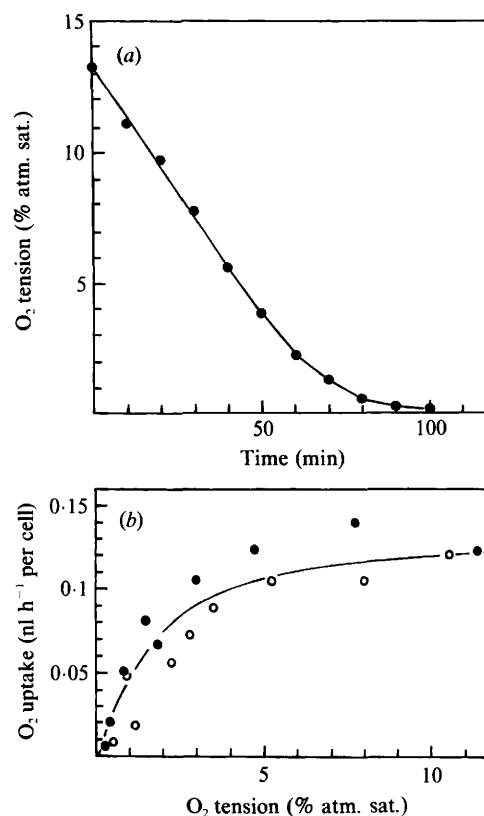 15
(a)
10
5
O₂ tension (% atm. sat.)
50
100
Time (min)
0·15
(b)
0·1
0·05
O₂ uptake (nl h⁻¹ per cell)
5
10
O₂ tension (% atm. sat.)